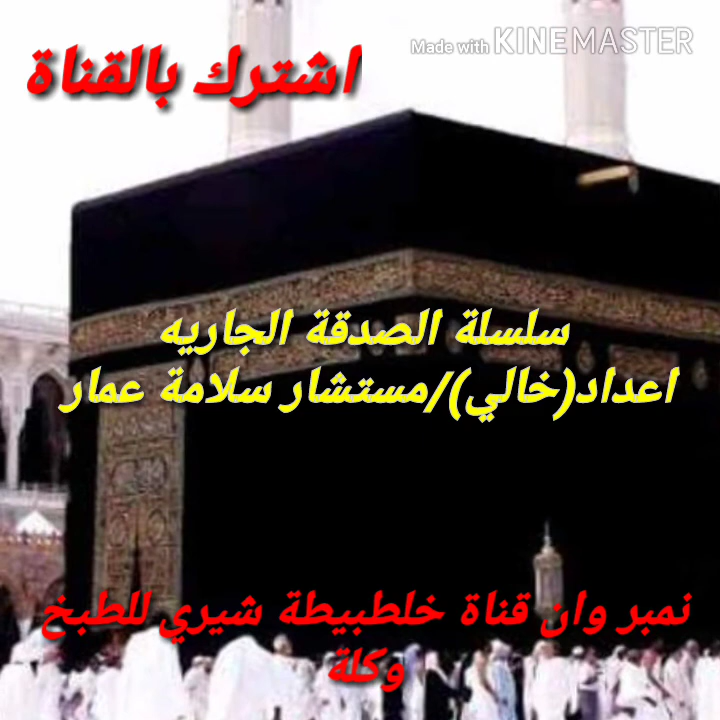 اشترك بالقناة
Made with KINEMASTER
سلسلة الصدقة الجاريه
اعداد(خالي)/مستشار سلامة عمار
نمبر وان قناة خلطبيطة شيري للطبخ
وكلة